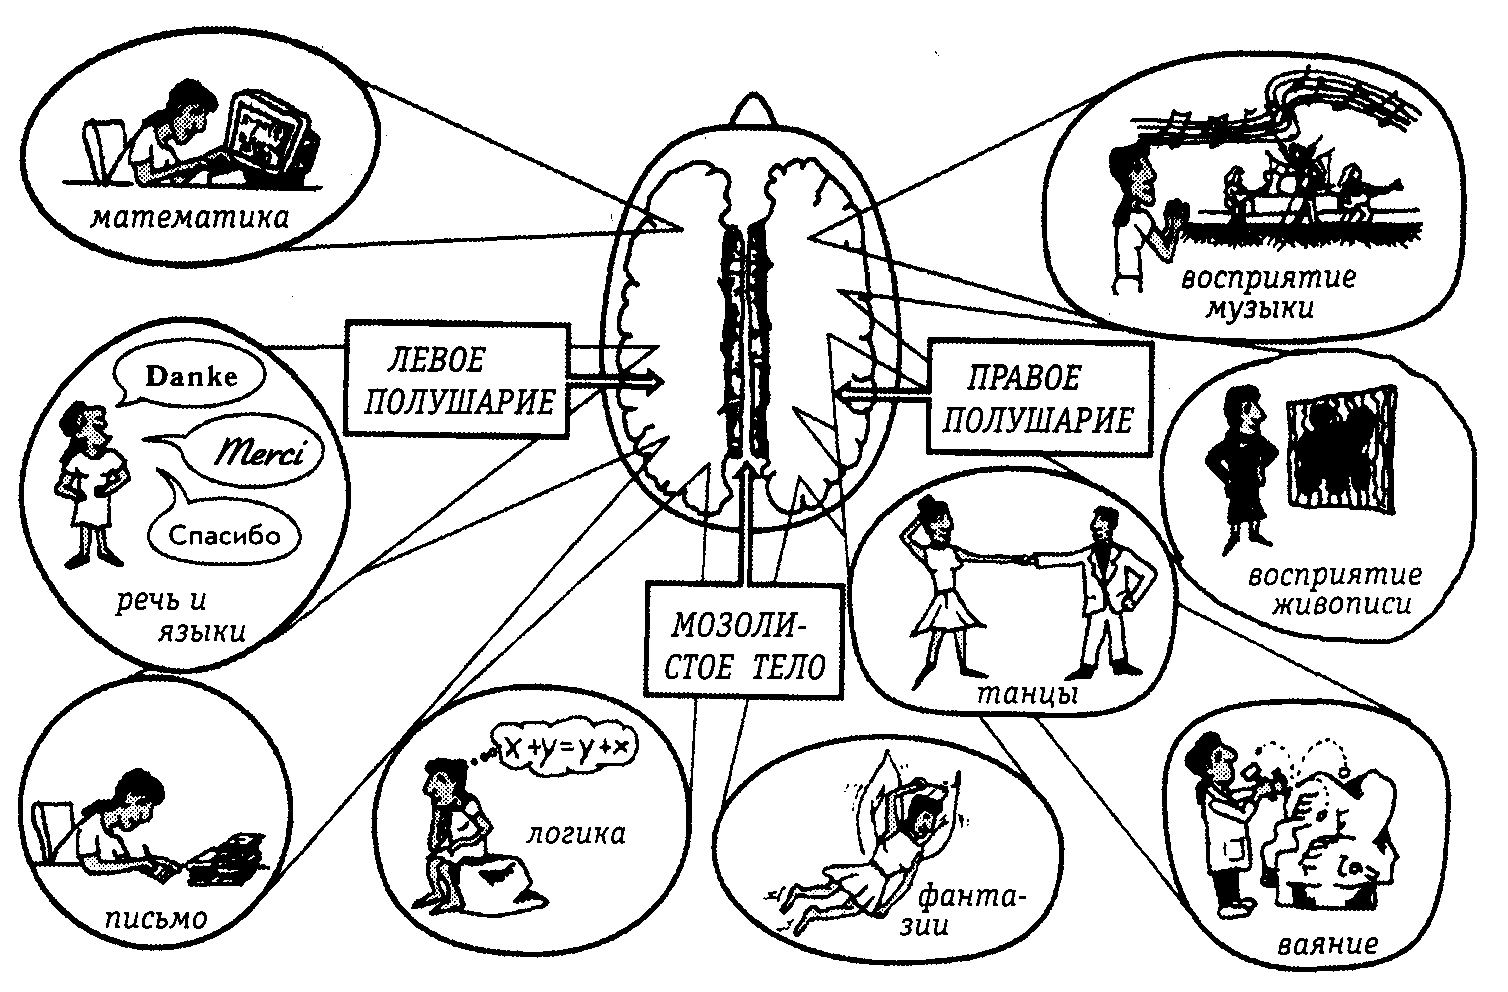 математика
восприятие
музыки
ЛЕВОЕ
ПОЛУШАРИЕ
ПРАВОЕ
ПОЛУШАРИЕ
Danke
Merci
Спасибо
речь и
языки
восприятие
живописи
МОЗОЛИ-
СТОЕ ТЕЛО
танцы
x+y=y+x
логика
письмо
фанта-
зии
ваяние